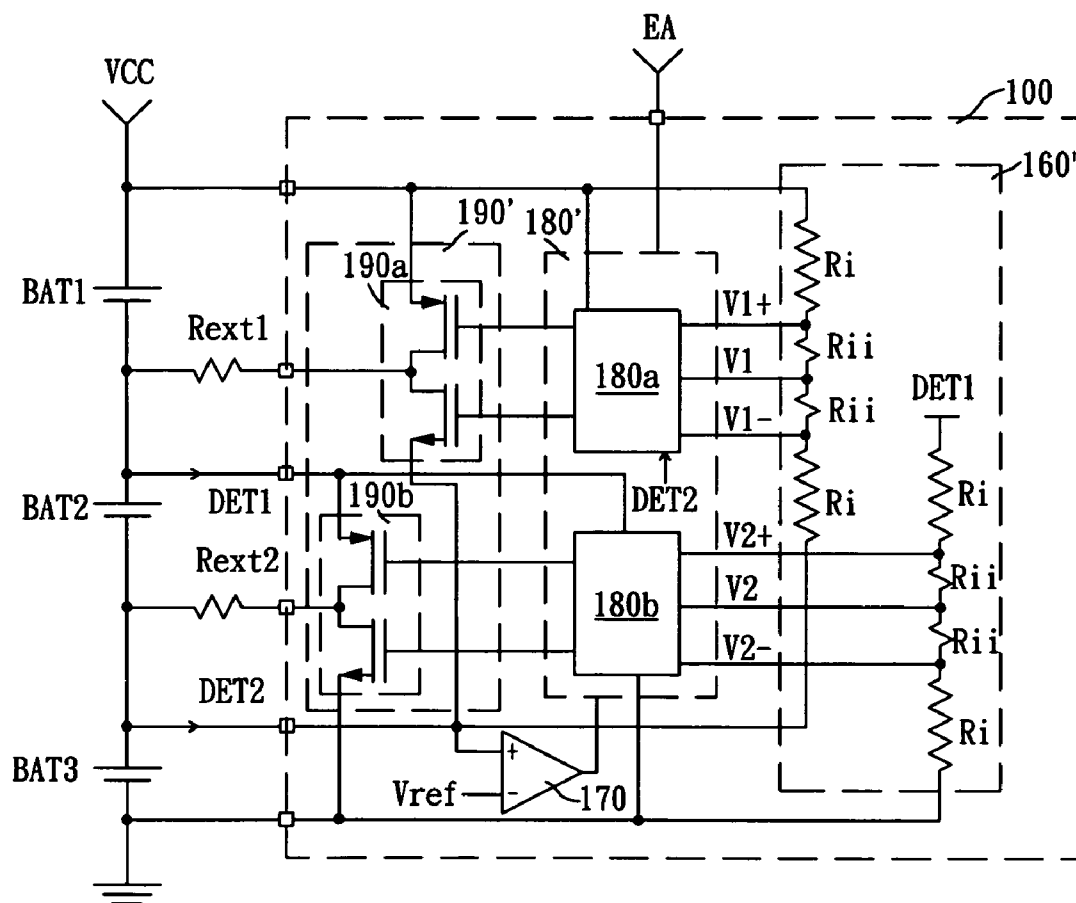 EA
VCC
100
160'
190'
180'
190a
BAT1
Ri
V1+
Rext1
Rii
180a
V1
DET1
Rii
V1-
DET1
DET2
BAT2
190b
Ri
Ri
V2+
Rext2
Rii
V2
180b
Rii
V2-
DET2
Ri
BAT3
+
Vref
-
170